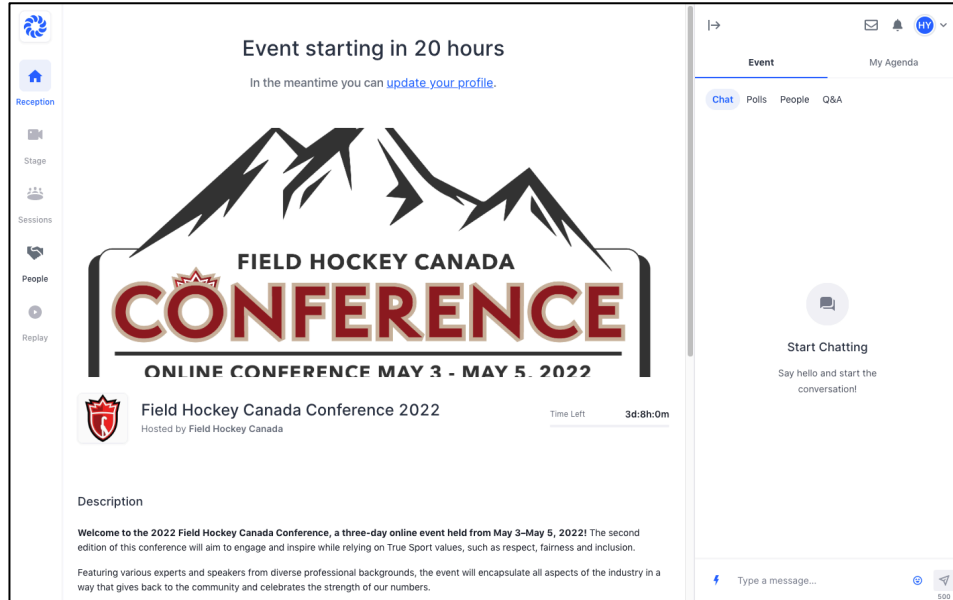 Reception
Stage
Sessions
People
Replay
Event starting in 20 hours
In the meantime you can update your profile.
FIELD HOCKEY CANADA
CONFERENCE
ONLINE CONFERENCE MAY 3 - MAY 5, 2022
Field Hockey Canada Conference 2022
Hosted by Field Hockey Canada
Time Left 3d:8h:0m
Description
Welcome to the 2022 Field Hockey Canada Conference, a three-day online event held from May 3–May 5, 2022! The second
edition of this conference will aim to engage and inspire while relying on True Sport values, such as respect, fairness and inclusion.
Featuring various experts and speakers from diverse professional backgrounds, the event will encapsulate all aspects of the industry in a
way that gives back to the community and celebrates the strength of our numbers.
HY
Event My Agenda
Chat Polls People Q&A
Start Chatting
Say hello and start the
conversation!
Type a message...
500